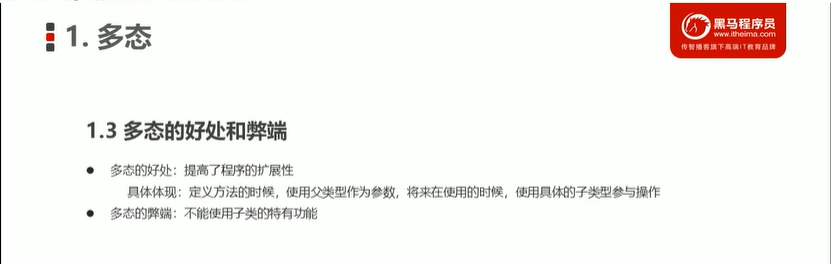 1. 多态
黑马程序员
www.itheima.com
传智播客旗下高端IT教育品牌
1.3 多态的好处和弊端
● 多态的好处：提高了程序的扩展性
具体体现：定义方法的时候，使用父类型作为参数，将来在使用的时候，使用具体的子类型参与操作
● 多态的弊端：不能使用子类的特有功能